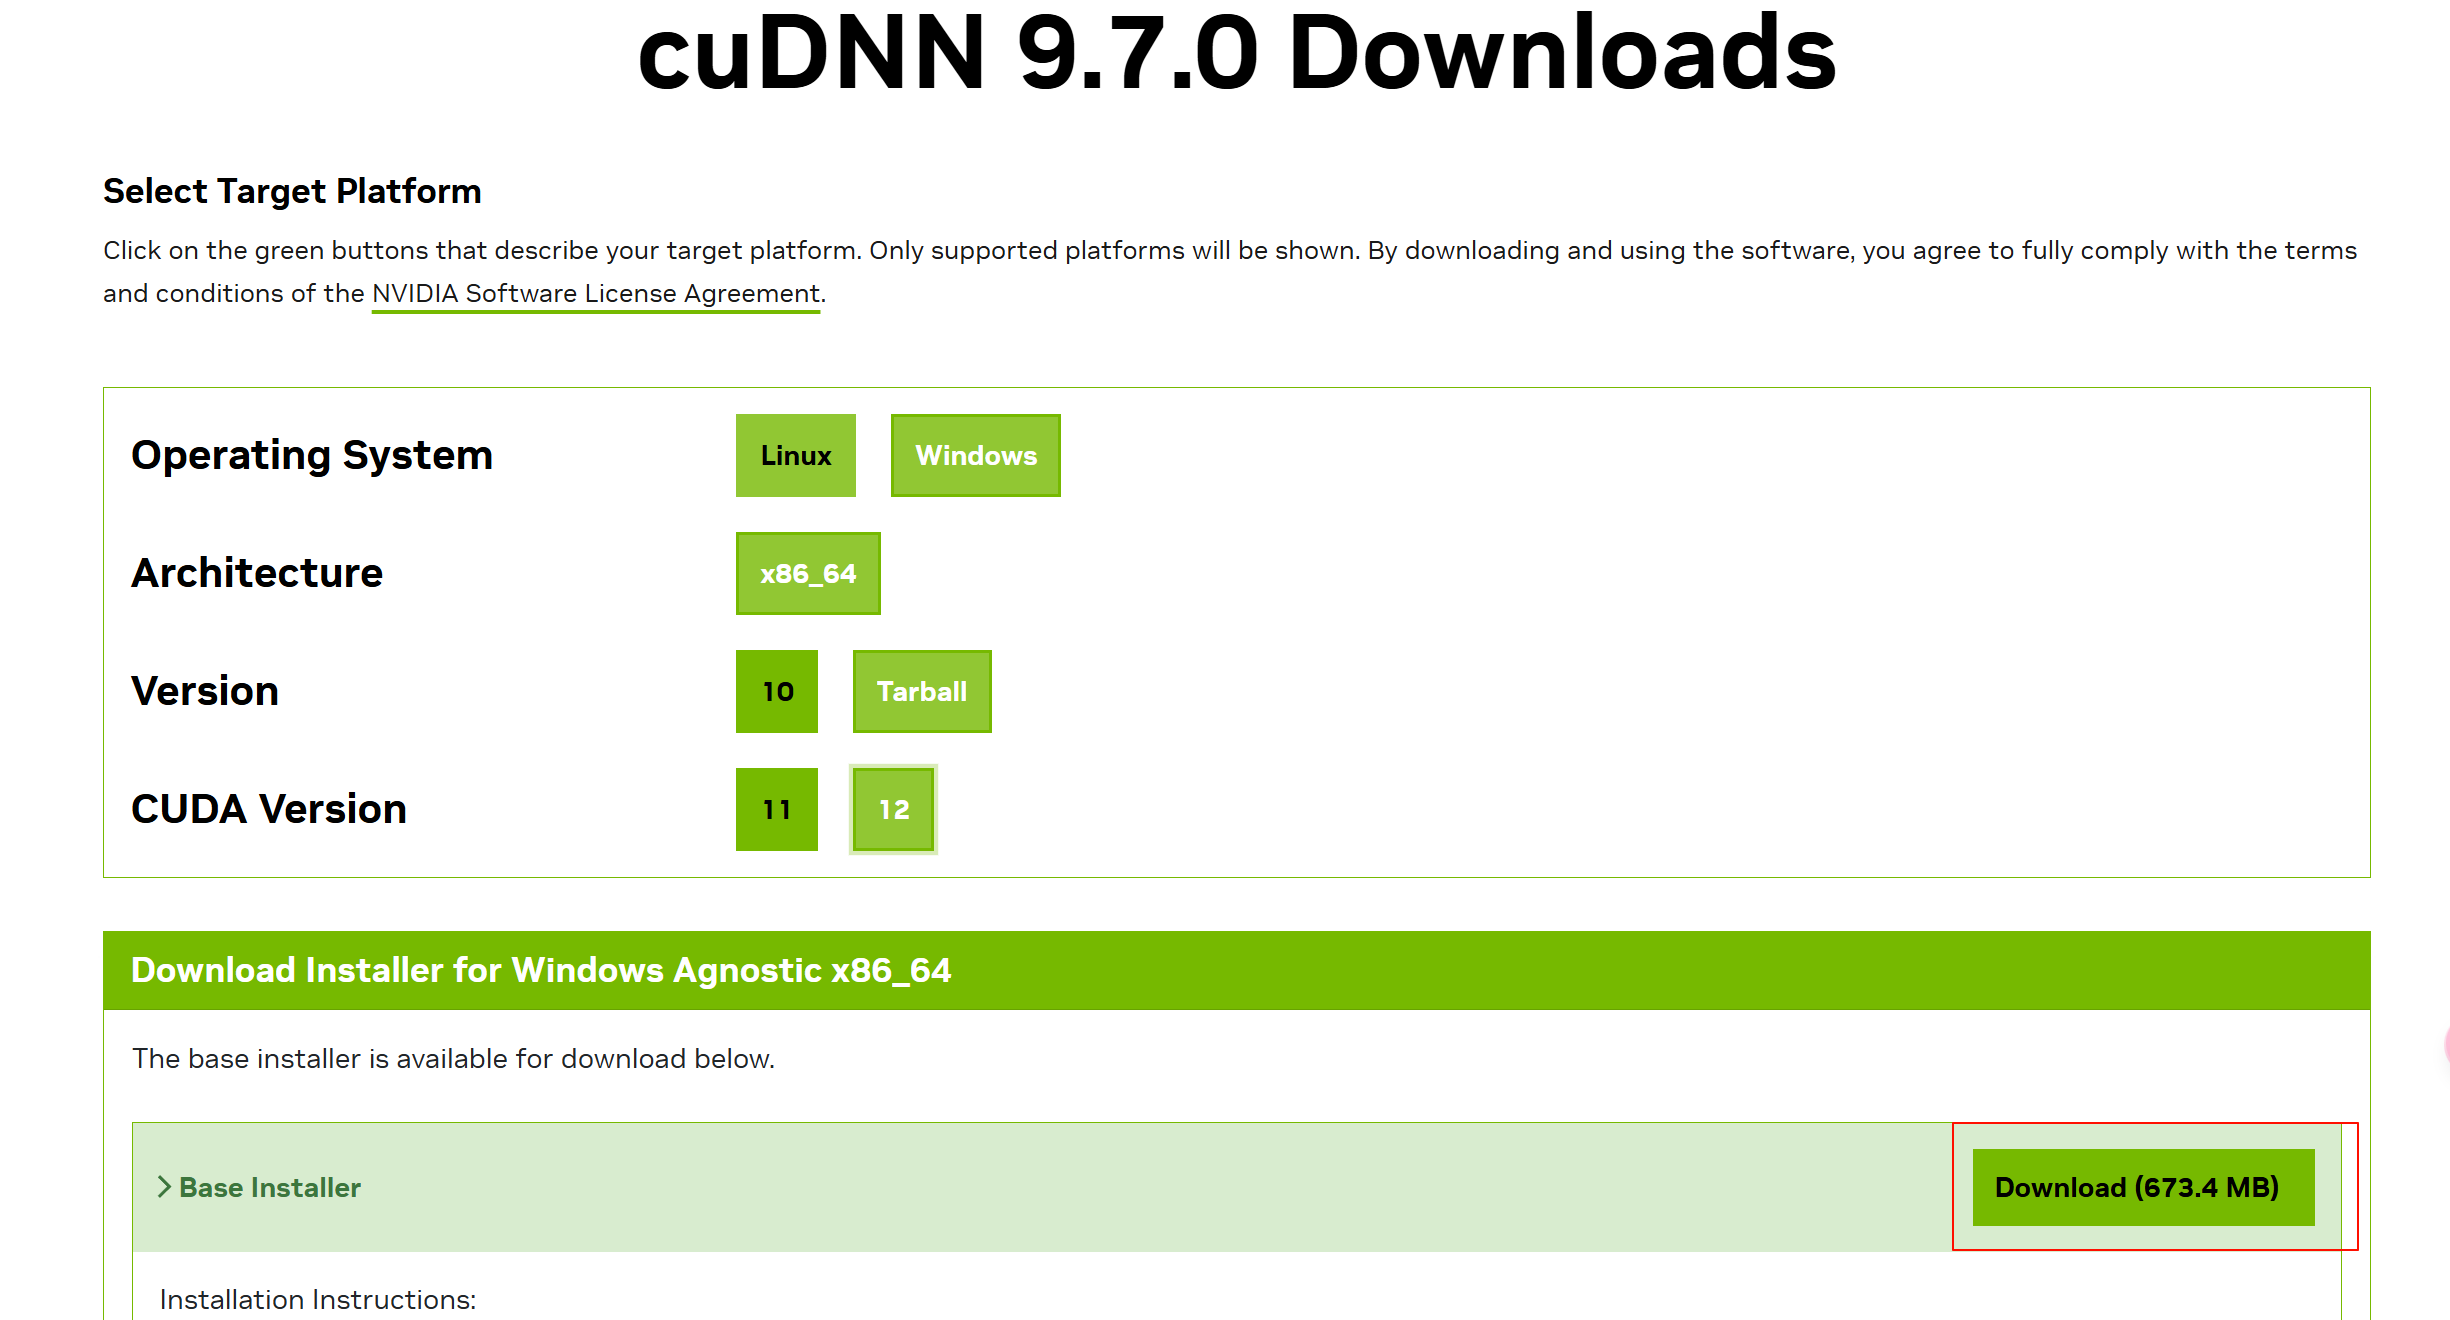 cuDNN 9.7.0 Downloads
Select Target Platform
Click on the green buttons that describe your target platform. Only supported platforms will be shown. By downloading and using the software, you agree to fully comply with the terms
and conditions of the NVIDIA Software License Agreement.
Operating System Linux Windows
Architecture x86_64
Version 10 Tarball
CUDA Version 11 12
Download Installer for Windows Agnostic x86_64
The base installer is available for download below.
Base Installer Download (673.4 MB)
Installation Instructions: